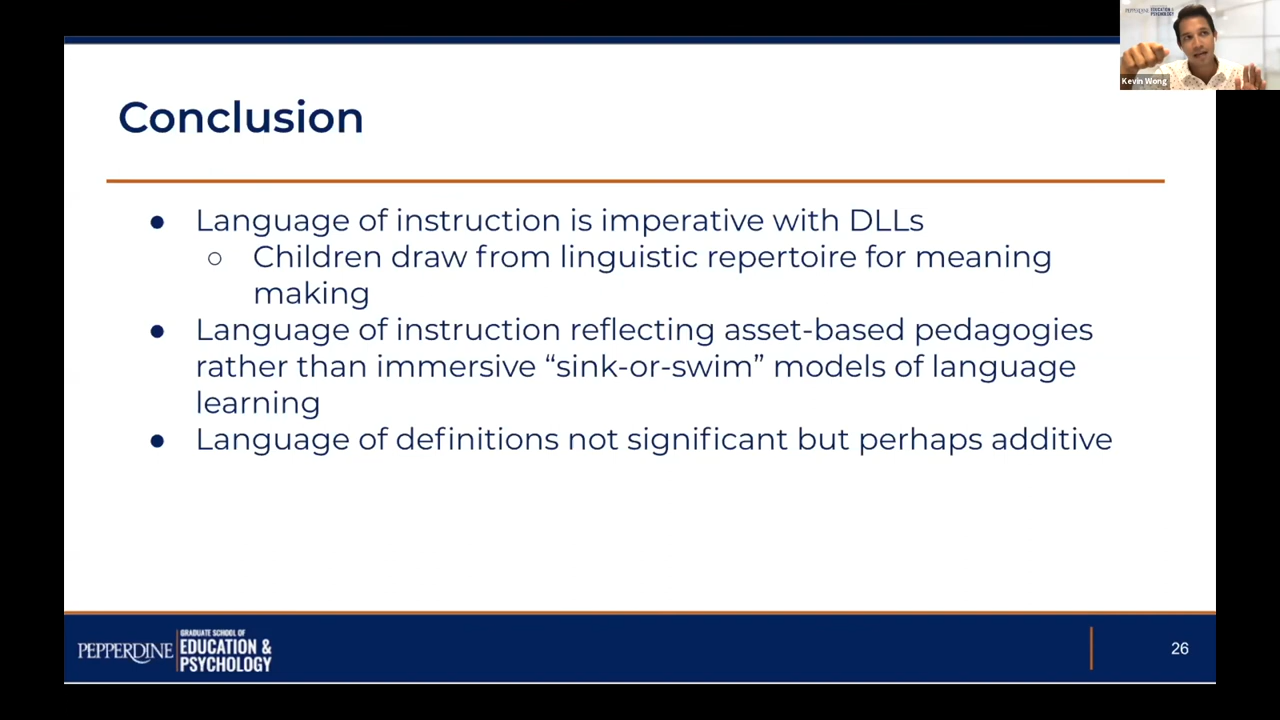 PEPPERDINE
EDUCATION &
PSYCHOLOGY
Kevin Wong
Conclusion
● Language of instruction is imperative with DLLs
○ Children draw from linguistic repertoire for meaning
making
● Language of instruction reflecting asset-based pedagogies
rather than immersive “sink-or-swim” models of language
learning
● Language of definitions not significant but perhaps additive
PEPPERDINE
GRADUATE SCHOOL OF
EDUCATION &
PSYCHOLOGY
26